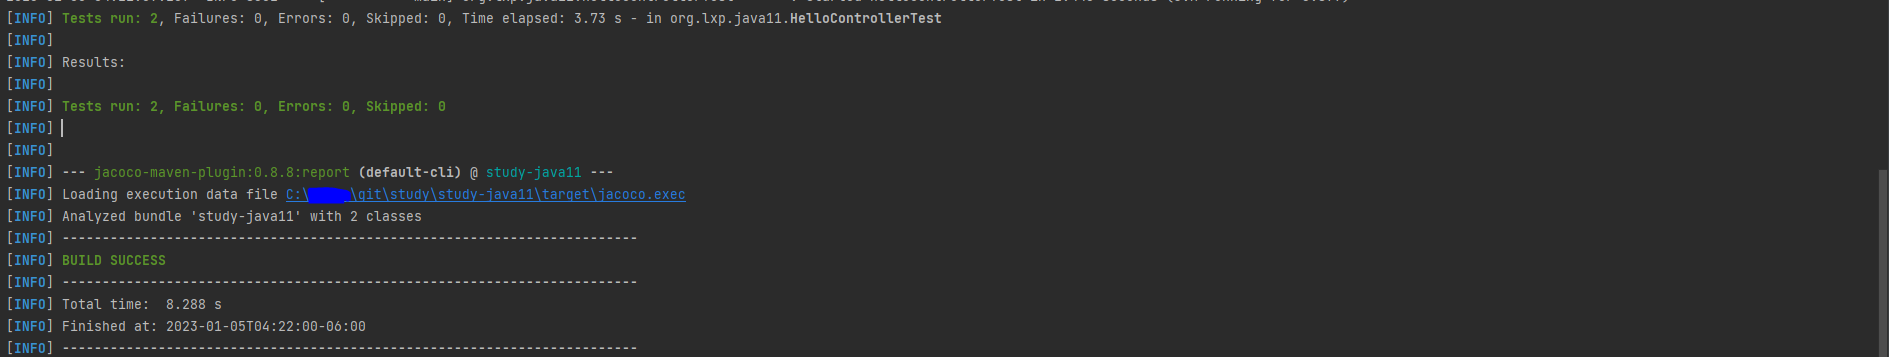 [INFO] Tests run: 2, Failures: 0, Errors: 0, Skipped: 0, Time elapsed: 3.73 s - in org.lxp.java11.HelloControllerTest
[INFO]
[INFO] Results:
[INFO]
[INFO] Tests run: 2, Failures: 0, Errors: 0, Skipped: 0
[INFO]
[INFO]
[INFO] --- jacoco-maven-plugin:0.8.8:report (default-cli) @ study-java11 ---
[INFO] Loading execution data file C:\ \git\study\study-java11\target\jacoco.exec
[INFO] Analyzed bundle 'study-java11' with 2 classes
[INFO] ------------------------------------------------------------------------
[INFO] BUILD SUCCESS
[INFO] ------------------------------------------------------------------------
[INFO] Total time:  8.288 s
[INFO] Finished at: 2023-01-05T04:22:00-06:00
[INFO] ------------------------------------------------------------------------